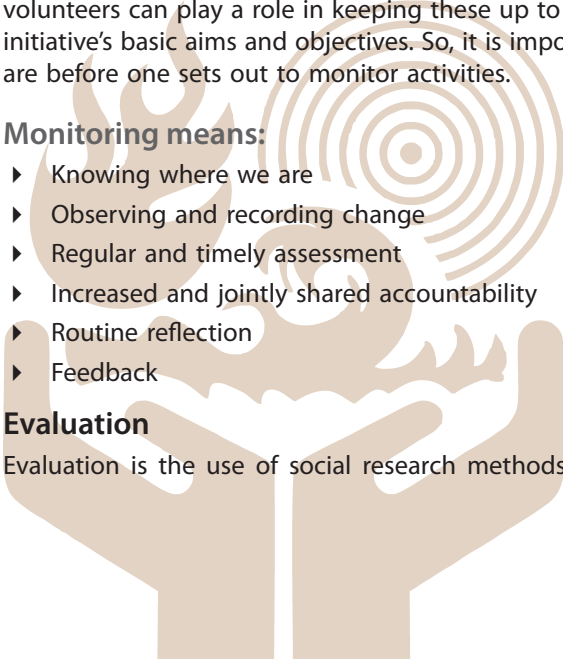 volunteers can play a role in keeping these up to
initiative's basic aims and objectives. So, it is impo
are before one sets out to monitor activities.
Monitoring means:
Knowing where we are
Observing and recording change
Regular and timely assessment
Increased and jointly shared accountability
Routine reflection
Feedback
Evaluation
Evaluation is the use of social research methods